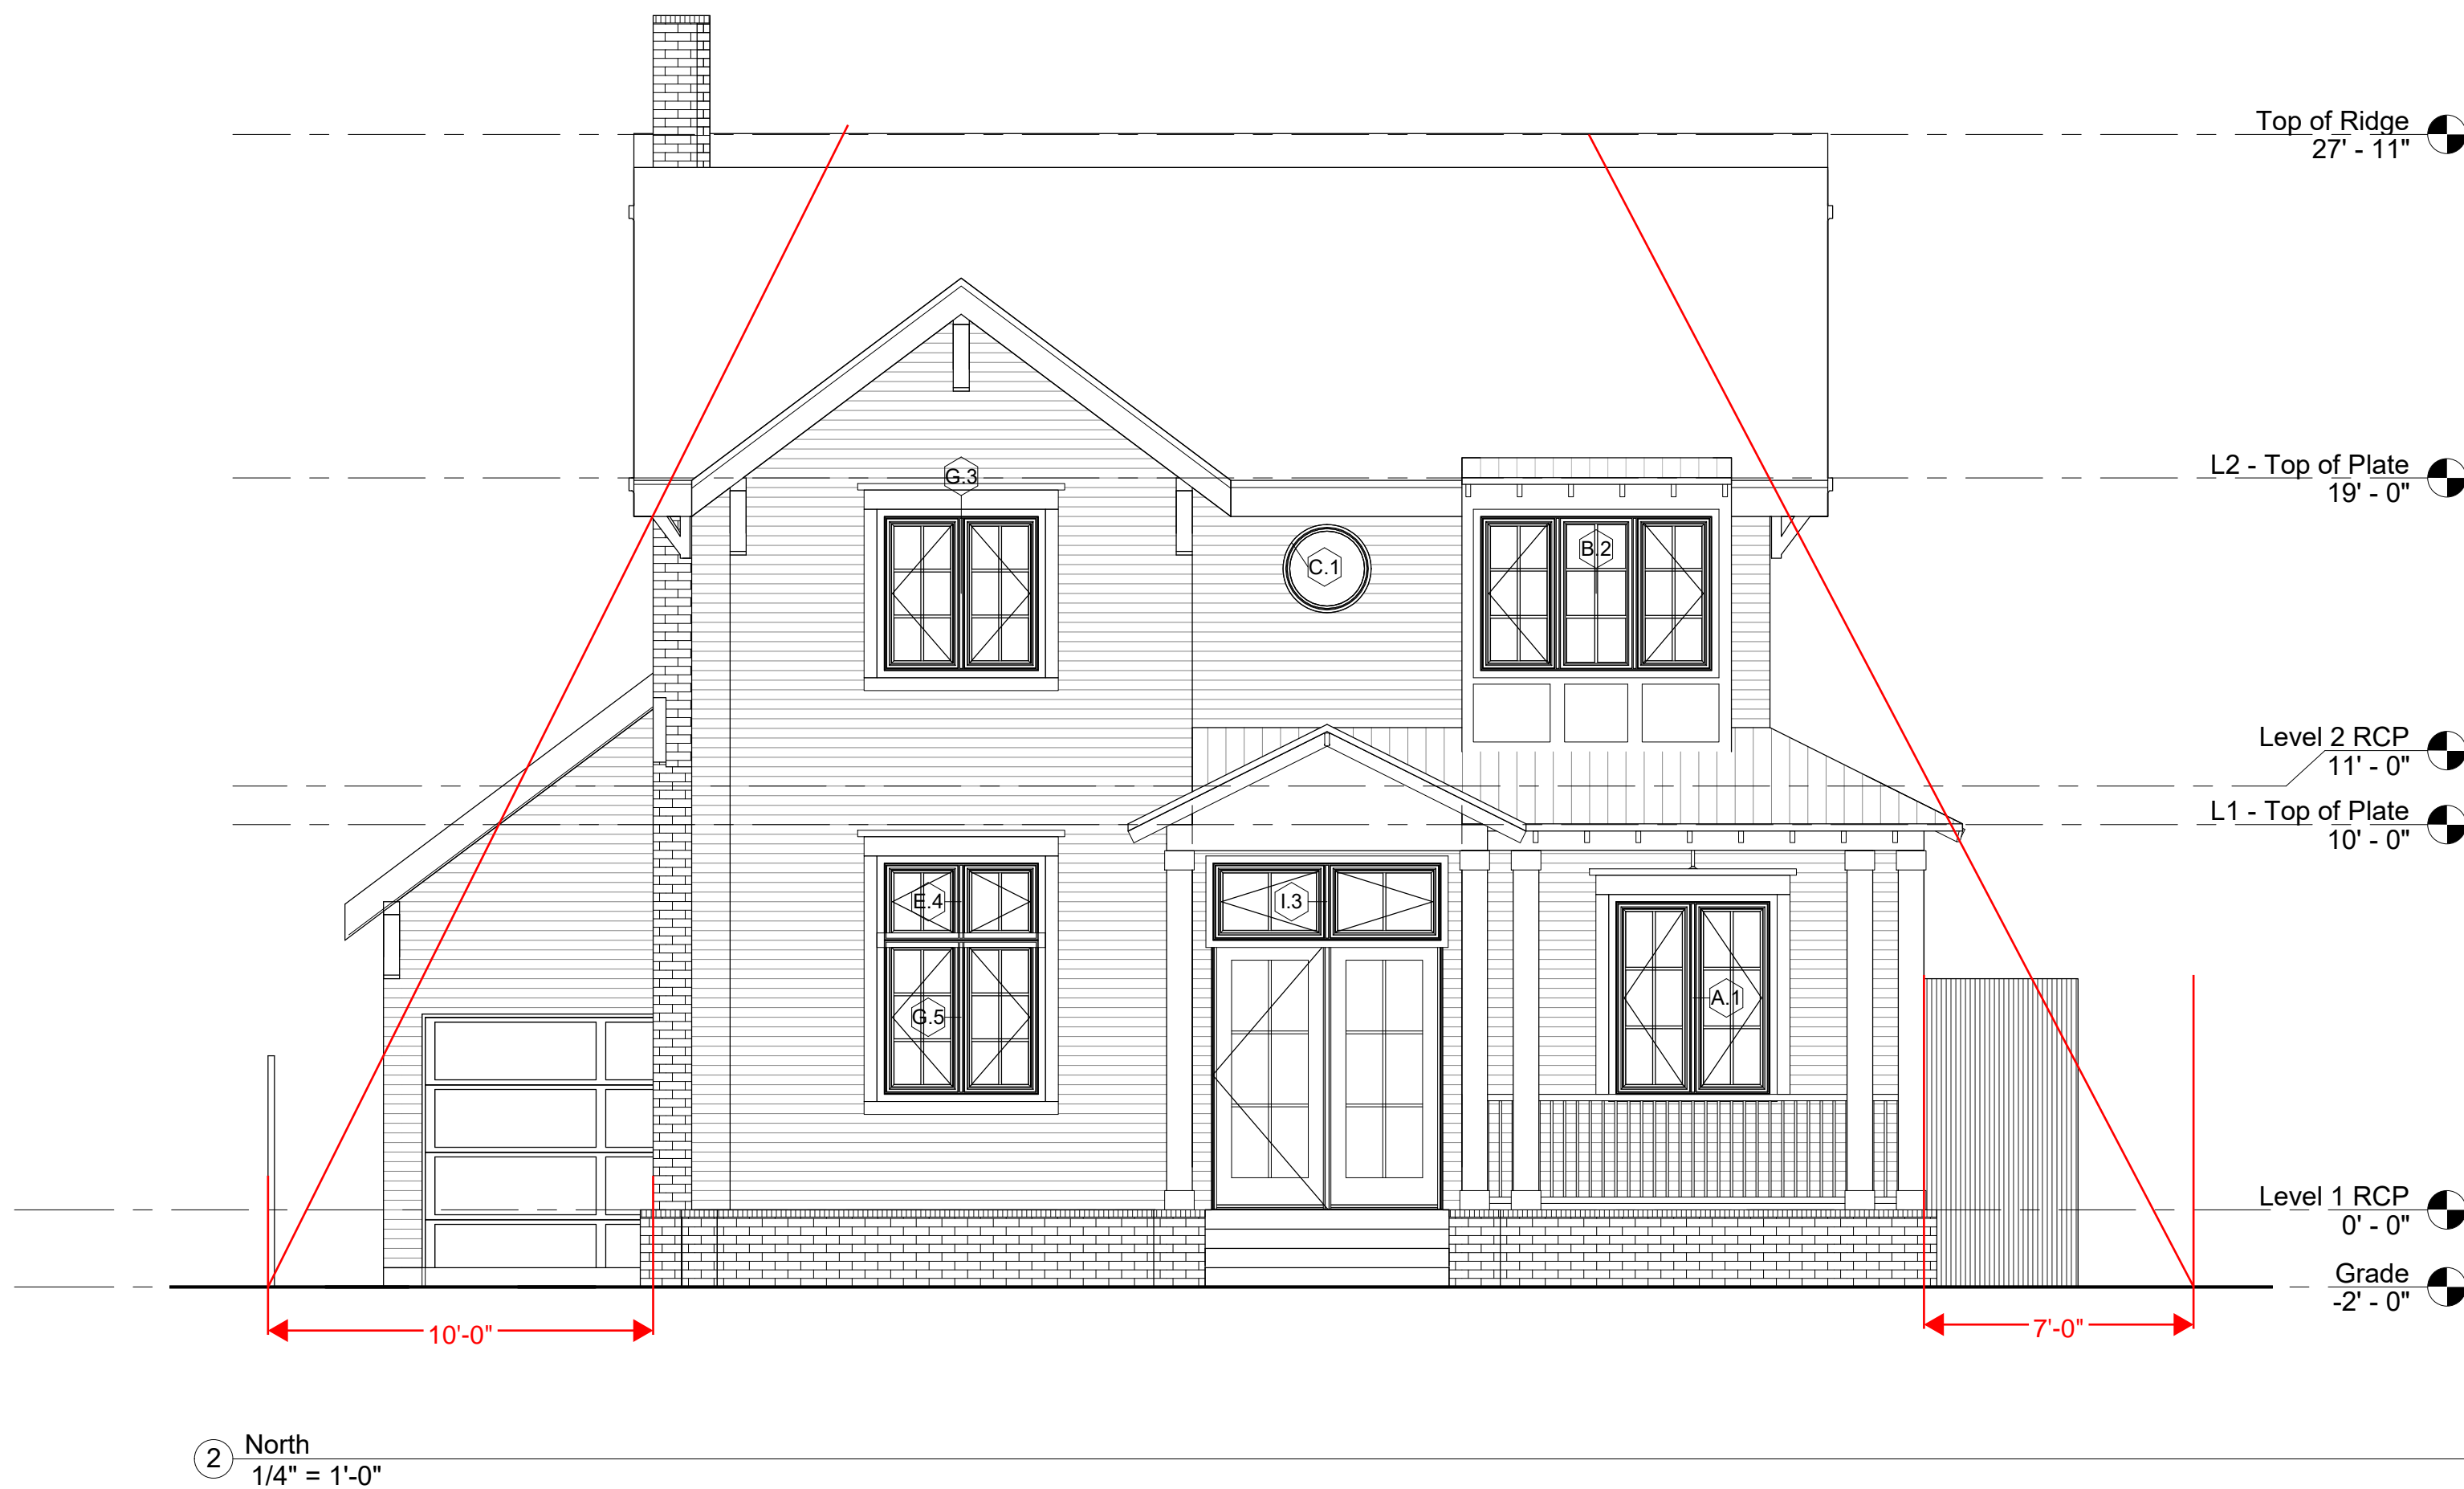 Top of Ridge
27' - 11"
L2 - Top of Plate
19' - 0"
G.3
B.2
C.1
Level 2 RCP
11' - 0"
L1 - Top of Plate
10' - 0"
E.4
I.3
A.1
G.5
Level 1 RCP
0' - 0"
Grade
-2' - 0"
10'-0"
7'-0"
2
North
1/4" = 1'-0"